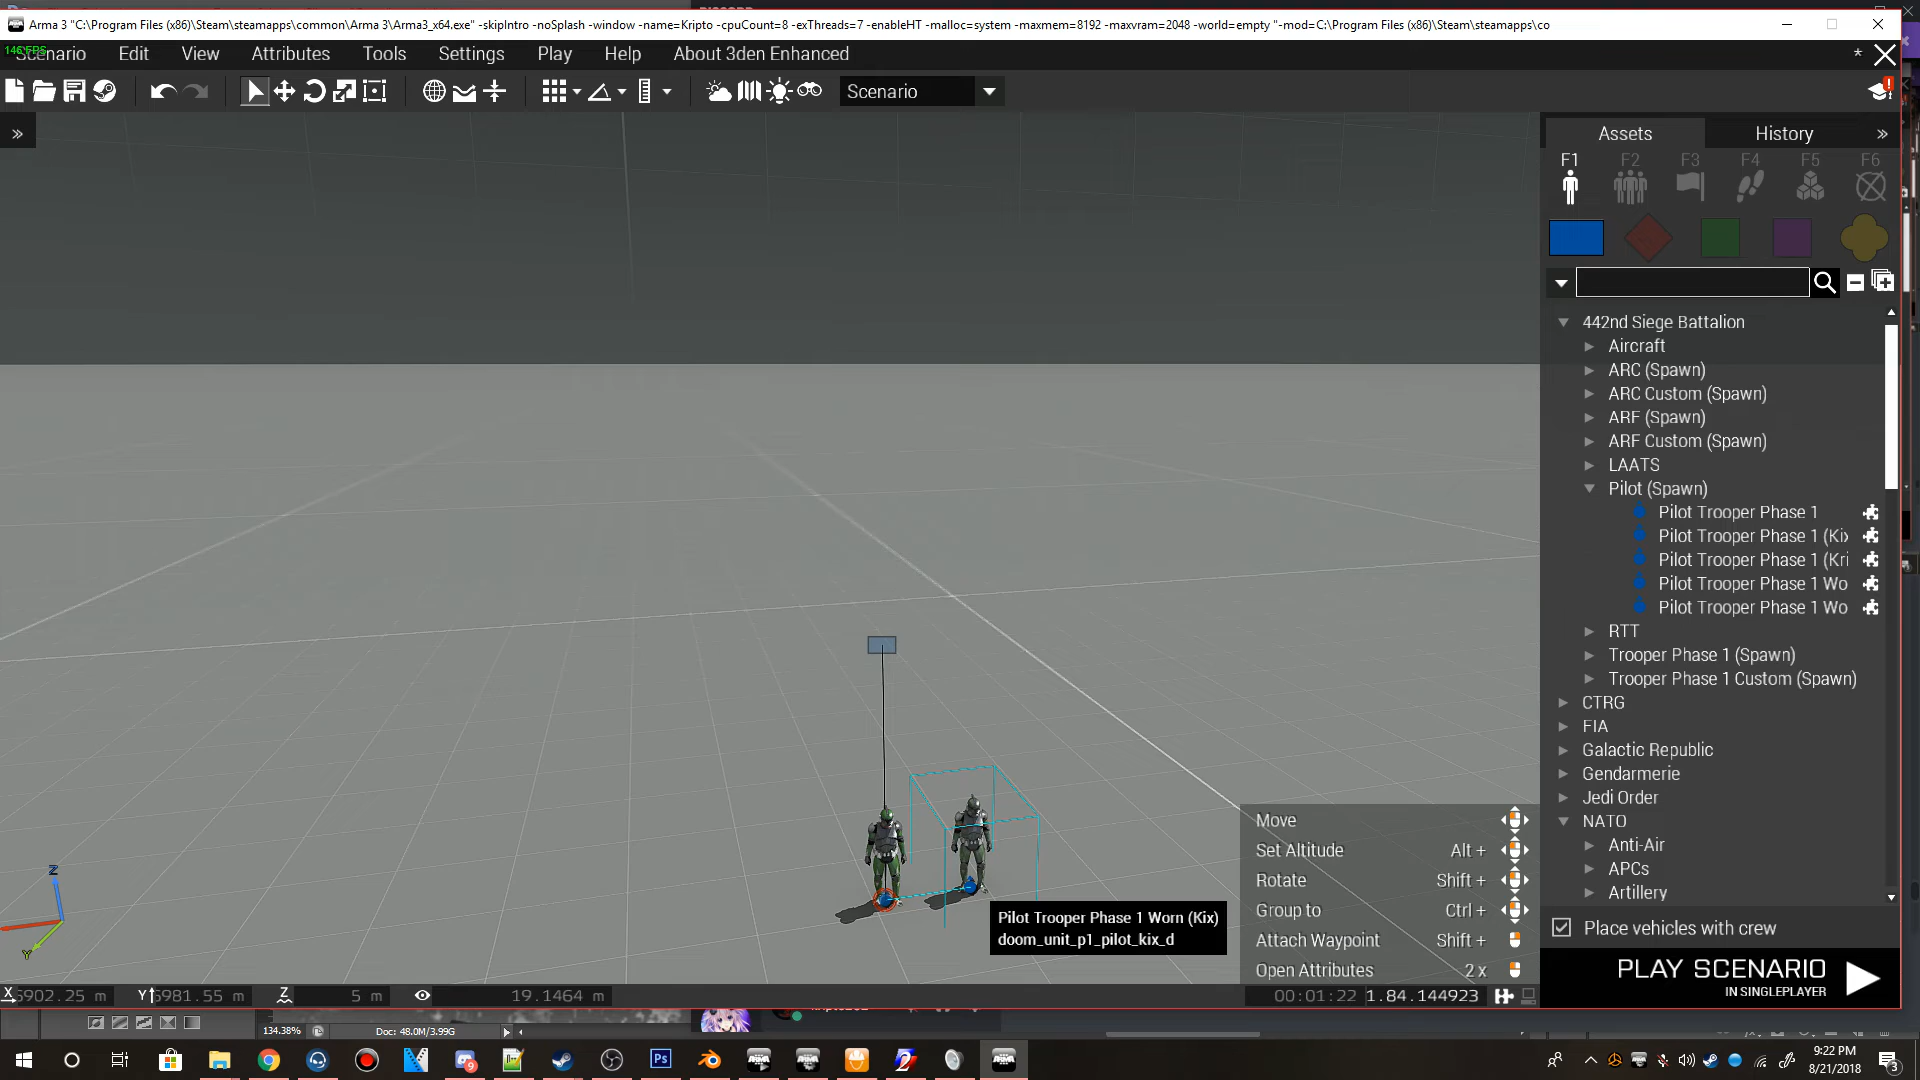 Arma 3 "C:\Program Files (x86)\Steam\steamapps\common\Arma 3\Arma3_x64.exe" -skipIntro -noSplash -window -name=Kripto -cpuCount=8 -exThreads=7 -enableHT -malloc=system -maxmem=8192 -maxvram=2048 -world=empty "-mod=C:\Program Files (x86)\Steam\steamapps\co
146 FPS
Scenario Edit View Attributes Tools Settings Play Help About 3den Enhanced *
Scenario
Assets History
F1 F2 F3 F4 F5 F6
442nd Siege Battalion
Aircraft
ARC (Spawn)
ARC Custom (Spawn)
ARF (Spawn)
ARF Custom (Spawn)
LAATS
Pilot (Spawn)
Pilot Trooper Phase 1
Pilot Trooper Phase 1 (Kix
Pilot Trooper Phase 1 (Kri
Pilot Trooper Phase 1 Wo
Pilot Trooper Phase 1 Wo
RTT
Trooper Phase 1 (Spawn)
Trooper Phase 1 Custom (Spawn)
CTRG
FIA
Galactic Republic
Gendarmerie
Jedi Order
NATO
Anti-Air
APCs
Artillery
Place vehicles with crew
PLAY SCENARIO
IN SINGLEPLAYER
Move
Set Altitude Alt +
Rotate Shift +
Group to Ctrl +
Attach Waypoint Shift +
Open Attributes 2 x
Pilot Trooper Phase 1 Worn (Kix)
doom_unit_p1_pilot_kix_d
Z
Y
X 5902.25 m Y 5981.55 m Z 5 m 19.1464 m 00:01:22 1.84.144923
134.38% Doc: 48.0M/3.99G
9:22 PM
8/21/2018